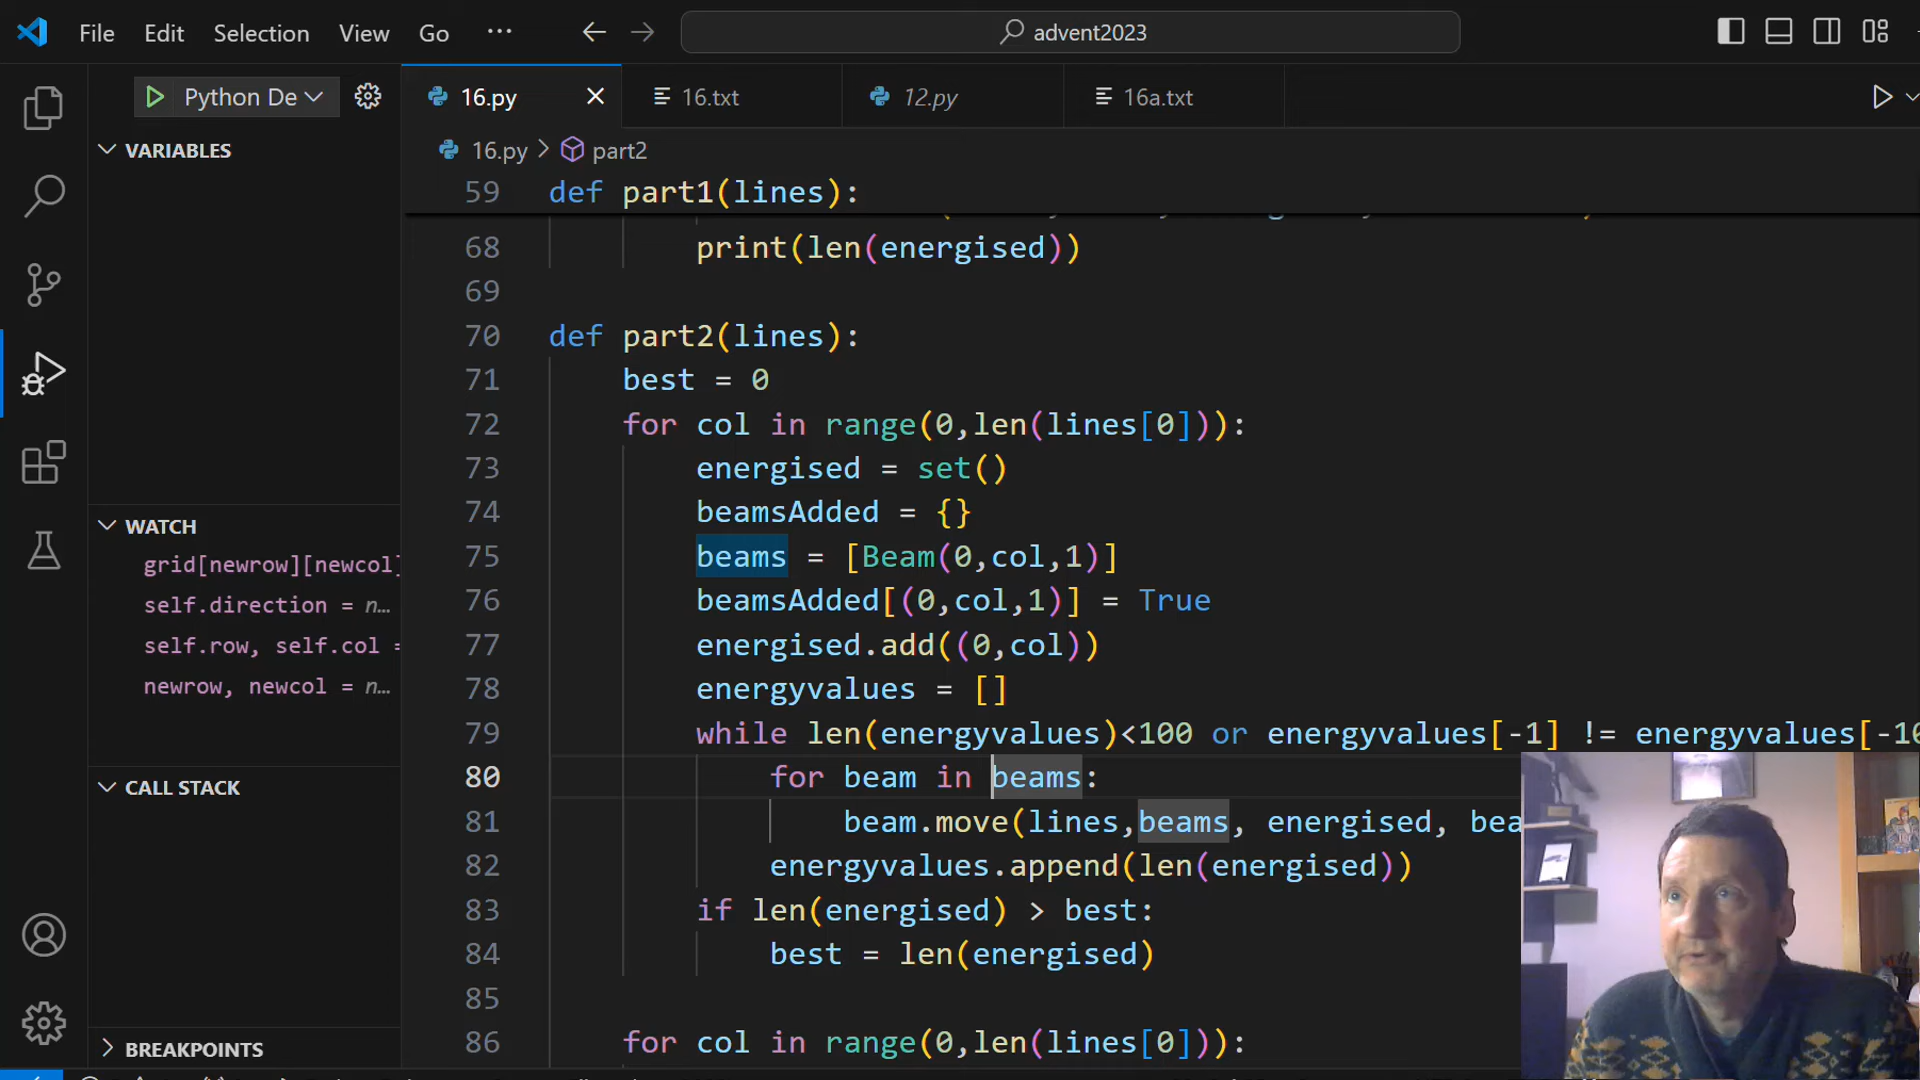 File Edit Selection View Go ···
advent2023
Python De
16.py
16.txt
12.py
16a.txt
16.py > part2
VARIABLES
WATCH
grid[newrow][newcol]
self.direction = n…
self.row, self.col =
newrow, newcol = n…
CALL STACK
BREAKPOINTS
59 def part1(lines):
68 print(len(energised))
69
70 def part2(lines):
71 best = 0
72 for col in range(0,len(lines[0])):
73 energised = set()
74 beamsAdded = {}
75 beams = [Beam(0,col,1)]
76 beamsAdded[(0,col,1)] = True
77 energised.add((0,col))
78 energyvalues = []
79 while len(energyvalues)<100 or energyvalues[-1] != energyvalues[-10
80 for beam in beams:
81 beam.move(lines,beams, energised, bea
82 energyvalues.append(len(energised))
83 if len(energised) > best:
84 best = len(energised)
85
86 for col in range(0,len(lines[0])):